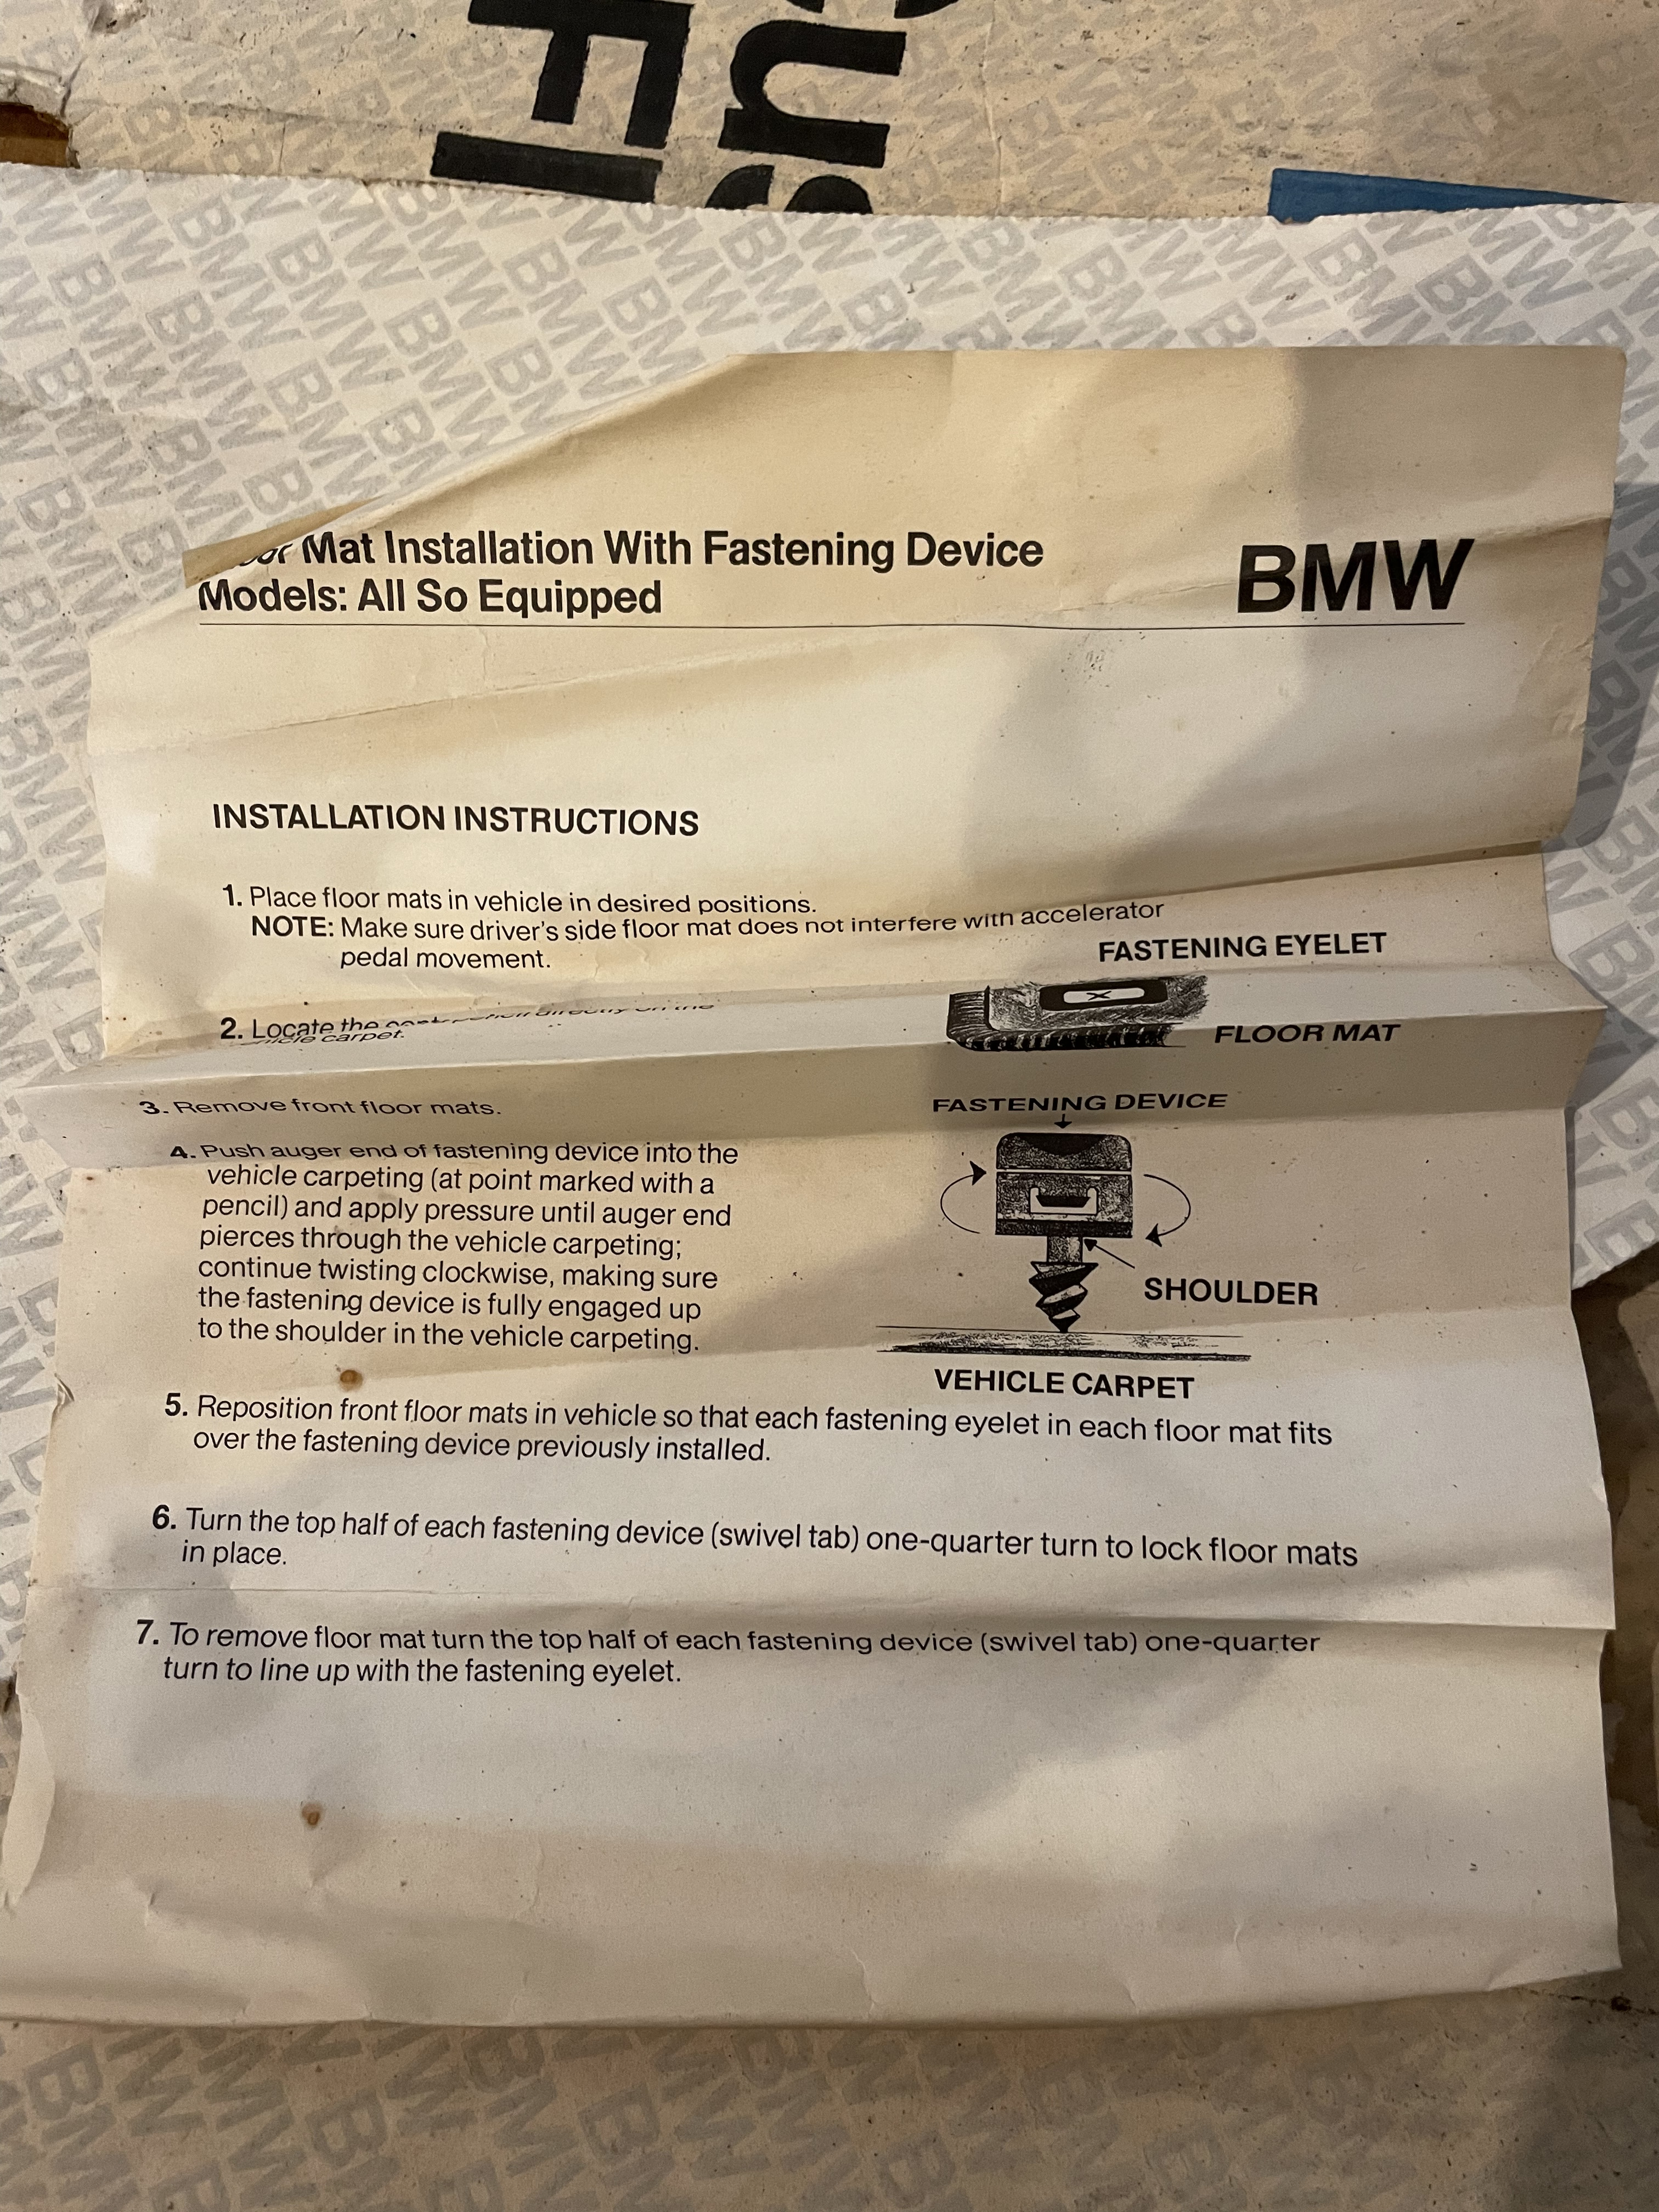 Mat Installation With Fastening Device
Models: All So Equipped
BMW
INSTALLATION INSTRUCTIONS
1. Place floor mats in vehicle in desired positions.
NOTE: Make sure driver's side floor mat does not interfere with accelerator
pedal movement.
FASTENING EYELET
2. Locate the directly on the
carpet.
FLOOR MAT
3. Remove front floor mats.
FASTENING DEVICE
4. Push auger end of fastening device into the
vehicle carpeting (at point marked with a
pencil) and apply pressure until auger end
pierces through the vehicle carpeting;
continue twisting clockwise, making sure
the fastening device is fully engaged up
to the shoulder in the vehicle carpeting.
SHOULDER
VEHICLE CARPET
5. Reposition front floor mats in vehicle so that each fastening eyelet in each floor mat fits
over the fastening device previously installed.
6. Turn the top half of each fastening device (swivel tab) one-quarter turn to lock floor mats
in place.
7. To remove floor mat turn the top half of each fastening device (swivel tab) one-quarter
turn to line up with the fastening eyelet.